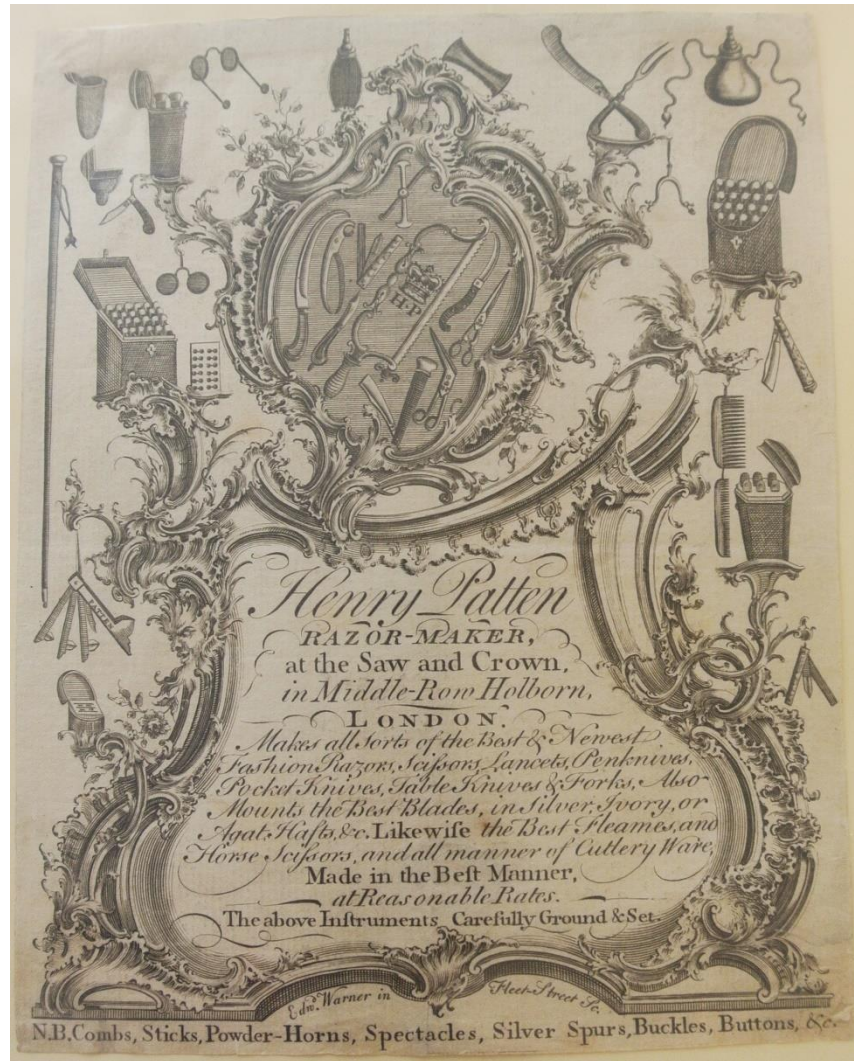 H·P
PATTEN
Henry Patten
RAZOR-MAKER,
at the Saw and Crown,
in Middle-Row Holborn,
LONDON.
Makes all sorts of the Best & Newest
Fashion Razors, Sciſsors, Lancets, Penknives,
Pocket Knives, Table Knives & Forks, Also
Mounts the Best Blades, in Silver, Ivory, or
Agat, Hafts, &c. Likewiſe the Best Fleames, and
Horse Sciſsors, and all manner of Cutlery Ware,
Made in the Beſt Manner,
at Reasonable Rates.
The above Inſtruments Carefully Ground & Set.
Edwd. Warner in Fleet-Street Sc.
N.B. Combs, Sticks, Powder-Horns, Spectacles, Silver Spurs, Buckles, Buttons, &c.